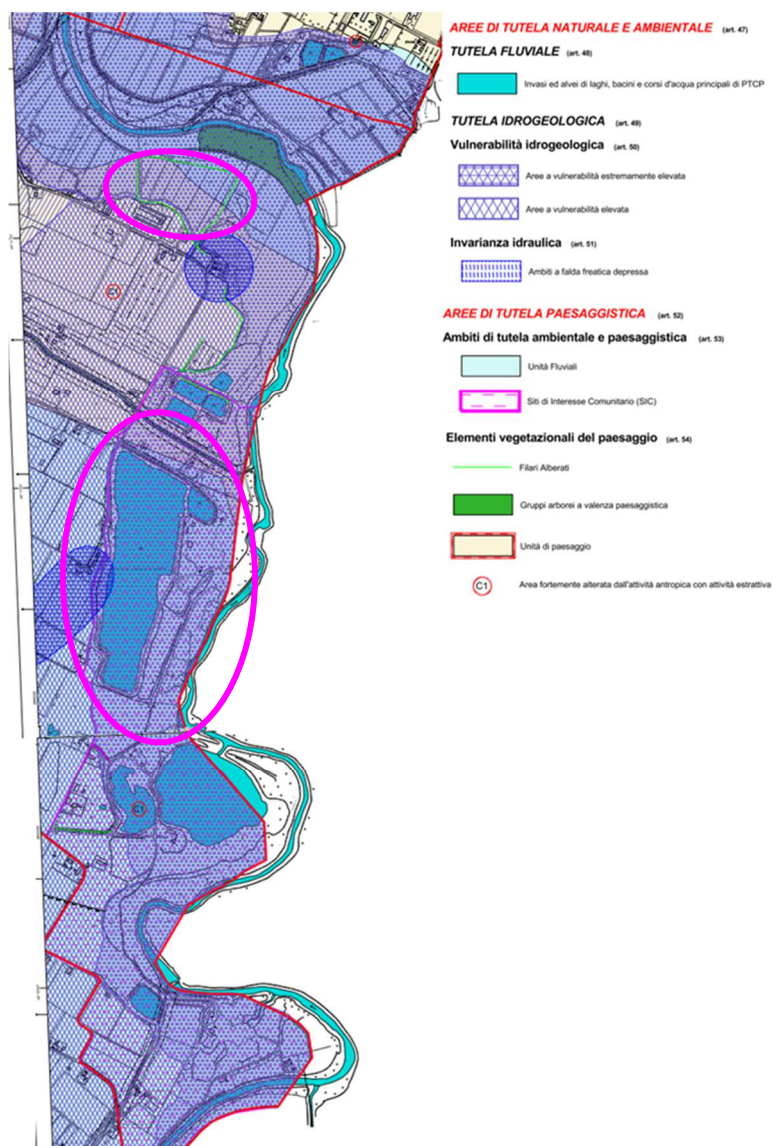 AREE DI TUTELA NATURALE E AMBIENTALE (art. 47)
TUTELA FLUVIALE (art. 48)
Invasi ed alvei di laghi, bacini e corsi d'acqua principali di PTCP
TUTELA IDROGEOLOGICA (art. 49)
Vulnerabilità idrogeologica (art. 50)
Aree a vulnerabilità estremamente elevata
Aree a vulnerabilità elevata
Invarianza idraulica (art. 51)
Ambiti a falda freatica depressa
AREE DI TUTELA PAESAGGISTICA (art. 52)
Ambiti di tutela ambientale e paesaggistica (art. 53)
Unità Fluviali
Siti di Interesse Comunitario (SIC)
Elementi vegetazionali del paesaggio (art. 54)
Filari Alberati
Gruppi arborei a valenza paesaggistica
Unità di paesaggio
C1 Area fortemente alterata dall'attività antropica con attività estrattiva
C1
C1